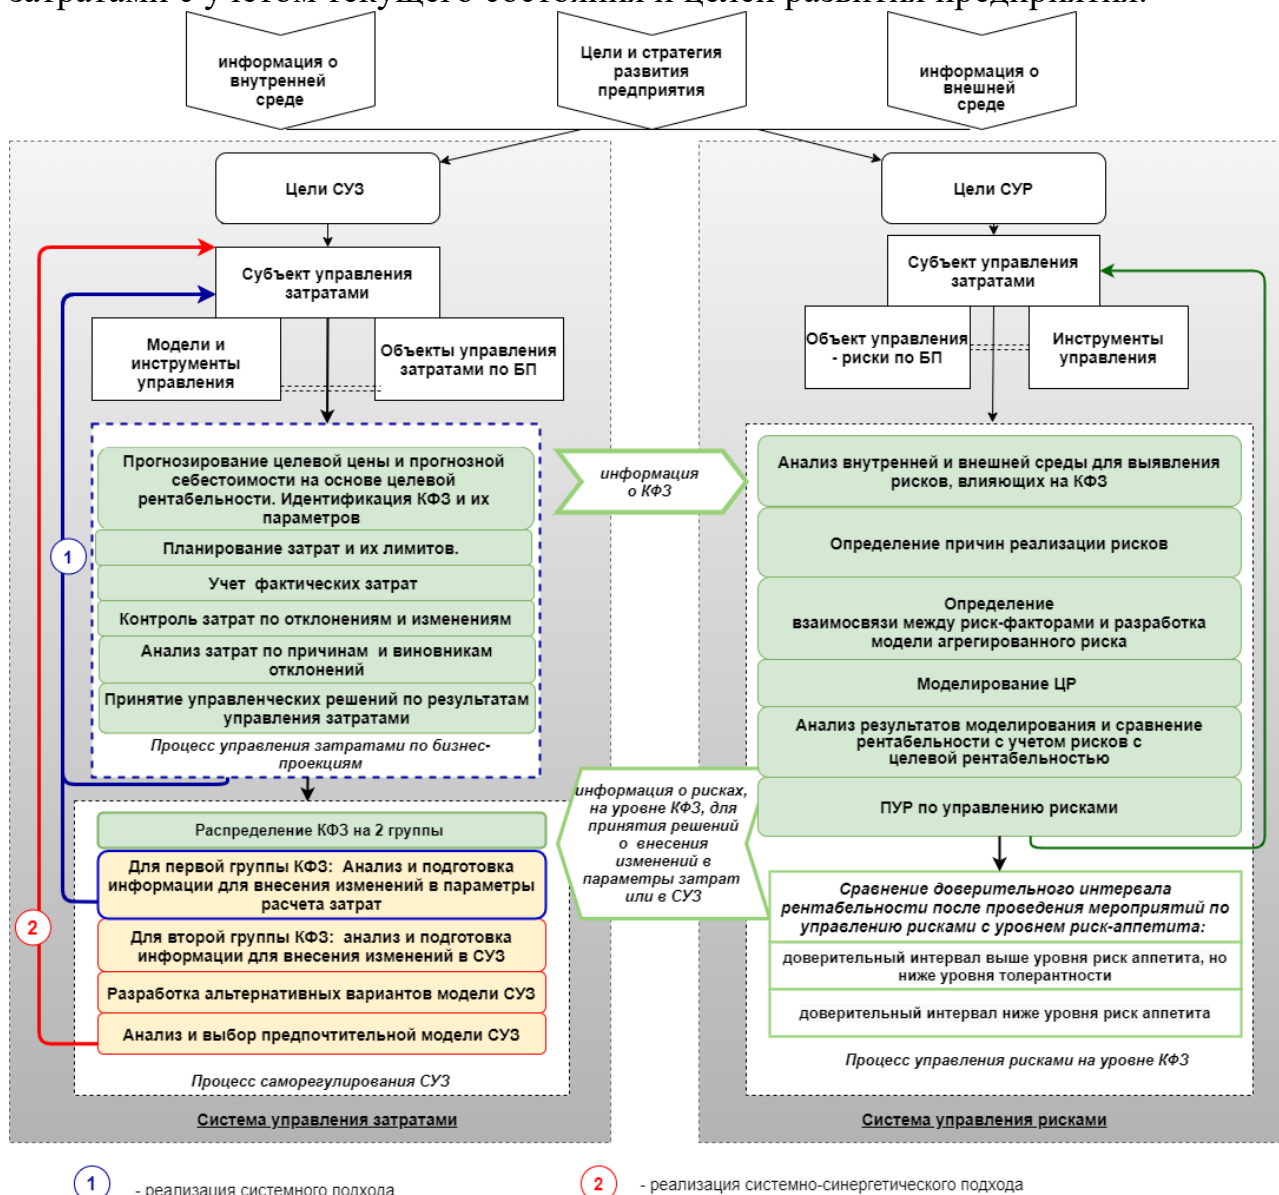 затратами с учетом текущего состояния и целей развития предприятия.
информация о
внутренней
среде
Цели и стратегия
развития
предприятия
информация о
внешней
среде
Цели СУЗ
Субъект управления
затратами
Модели и
инструменты
управления
Объекты управления
затратами по БП
Прогнозирование целевой цены и прогнозной
себестоимости на основе целевой
рентабельности. Идентификация КФЗ и их
параметров
Планирование затрат и их лимитов.
Учет фактических затрат
Контроль затрат по отклонениям и изменениям
Анализ затрат по причинам и виновникам
отклонений
Принятие управленческих решений по результатам
управления затратами
Процесс управления затратами по бизнес-
проекциям
1
Распределение КФЗ на 2 группы
Для первой группы КФЗ: Анализ и подготовка
информации для внесения изменений в параметры
расчета затрат
Для второй группы КФЗ: анализ и подготовка
информации для внесения изменений в СУЗ
Разработка альтернативных вариантов модели СУЗ
Анализ и выбор предпочтительной модели СУЗ
2
Процесс саморегулирования СУЗ
Система управления затратами
информация
о КФЗ
информация о рисках,
на уровне КФЗ, для
принятия решений
о внесения
изменений в
параметры затрат
или в СУЗ
Цели СУР
Субъект управления
затратами
Объект управления
- риски по БП
Инструменты
управления
Анализ внутренней и внешней среды для выявления
рисков, влияющих на КФЗ
Определение причин реализации рисков
Определение
взаимосвязи между риск-факторами и разработка
модели агрегированного риска
Моделирование ЦР
Анализ результатов моделирования и сравнение
рентабельности с учетом рисков с
целевой рентабельностью
ПУР по управлению рисками
Сравнение доверительного интервала
рентабельности после проведения мероприятий по
управлению рисками с уровнем риск-аппетита:
доверительный интервал выше уровня риск аппетита, но
ниже уровня толерантности
доверительный интервал ниже уровня риск аппетита
Процесс управления рисками на уровне КФЗ
Система управления рисками
1 - реализация системного подхода
2 - реализация системно-синергетического подхода